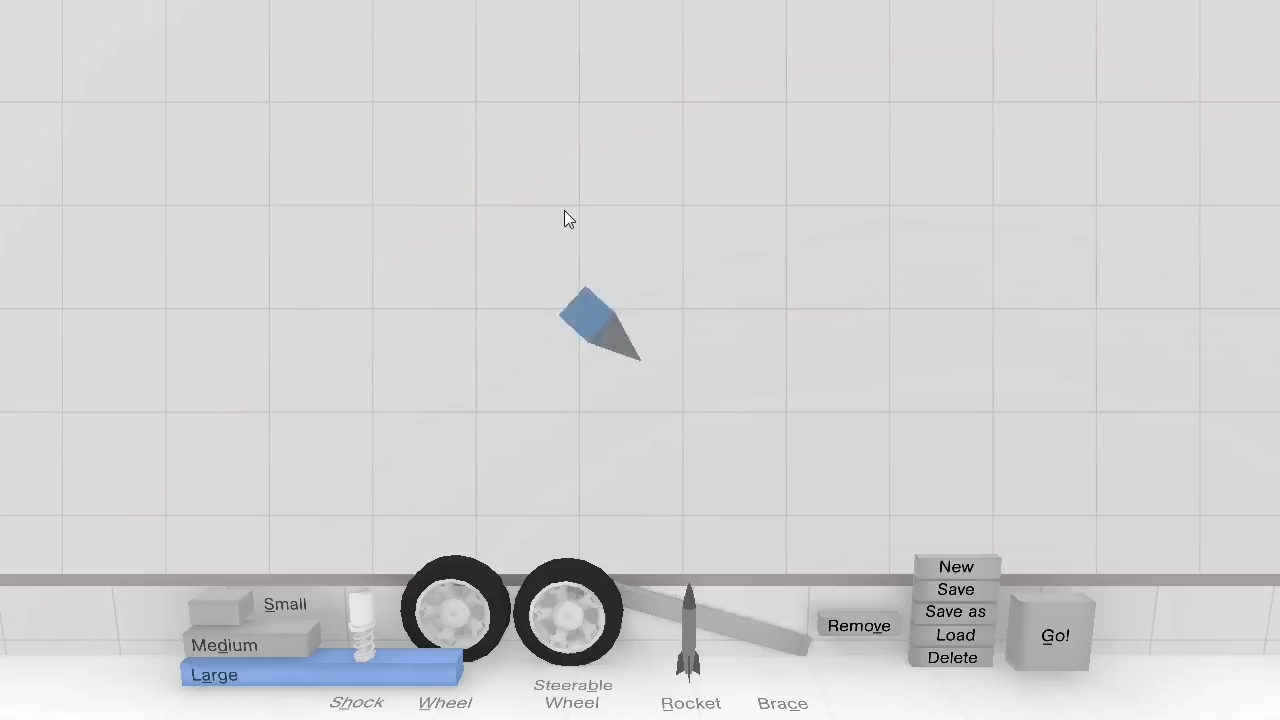 Small
Medium
Large
Shock
Wheel
Steerable
Wheel
Rocket
Brace
Remove
New
Save
Save as
Load
Delete
Go!